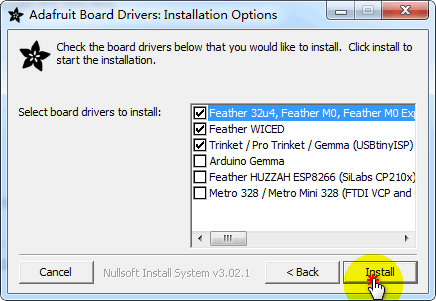 Adafruit Board Drivers: Installation Options
Check the board drivers below that you would like to install. Click install to
start the installation.
Select board drivers to install:
Feather 32u4, Feather M0, Feather M0 Exp
Feather WICED
Trinket / Pro Trinket / Gemma (USBtinyISP)
Arduino Gemma
Feather HUZZAH ESP8266 (SiLabs CP210x)
Metro 328 / Metro Mini 328 (FTDI VCP and
Cancel
Nullsoft Install System v3.02.1
< Back
Install